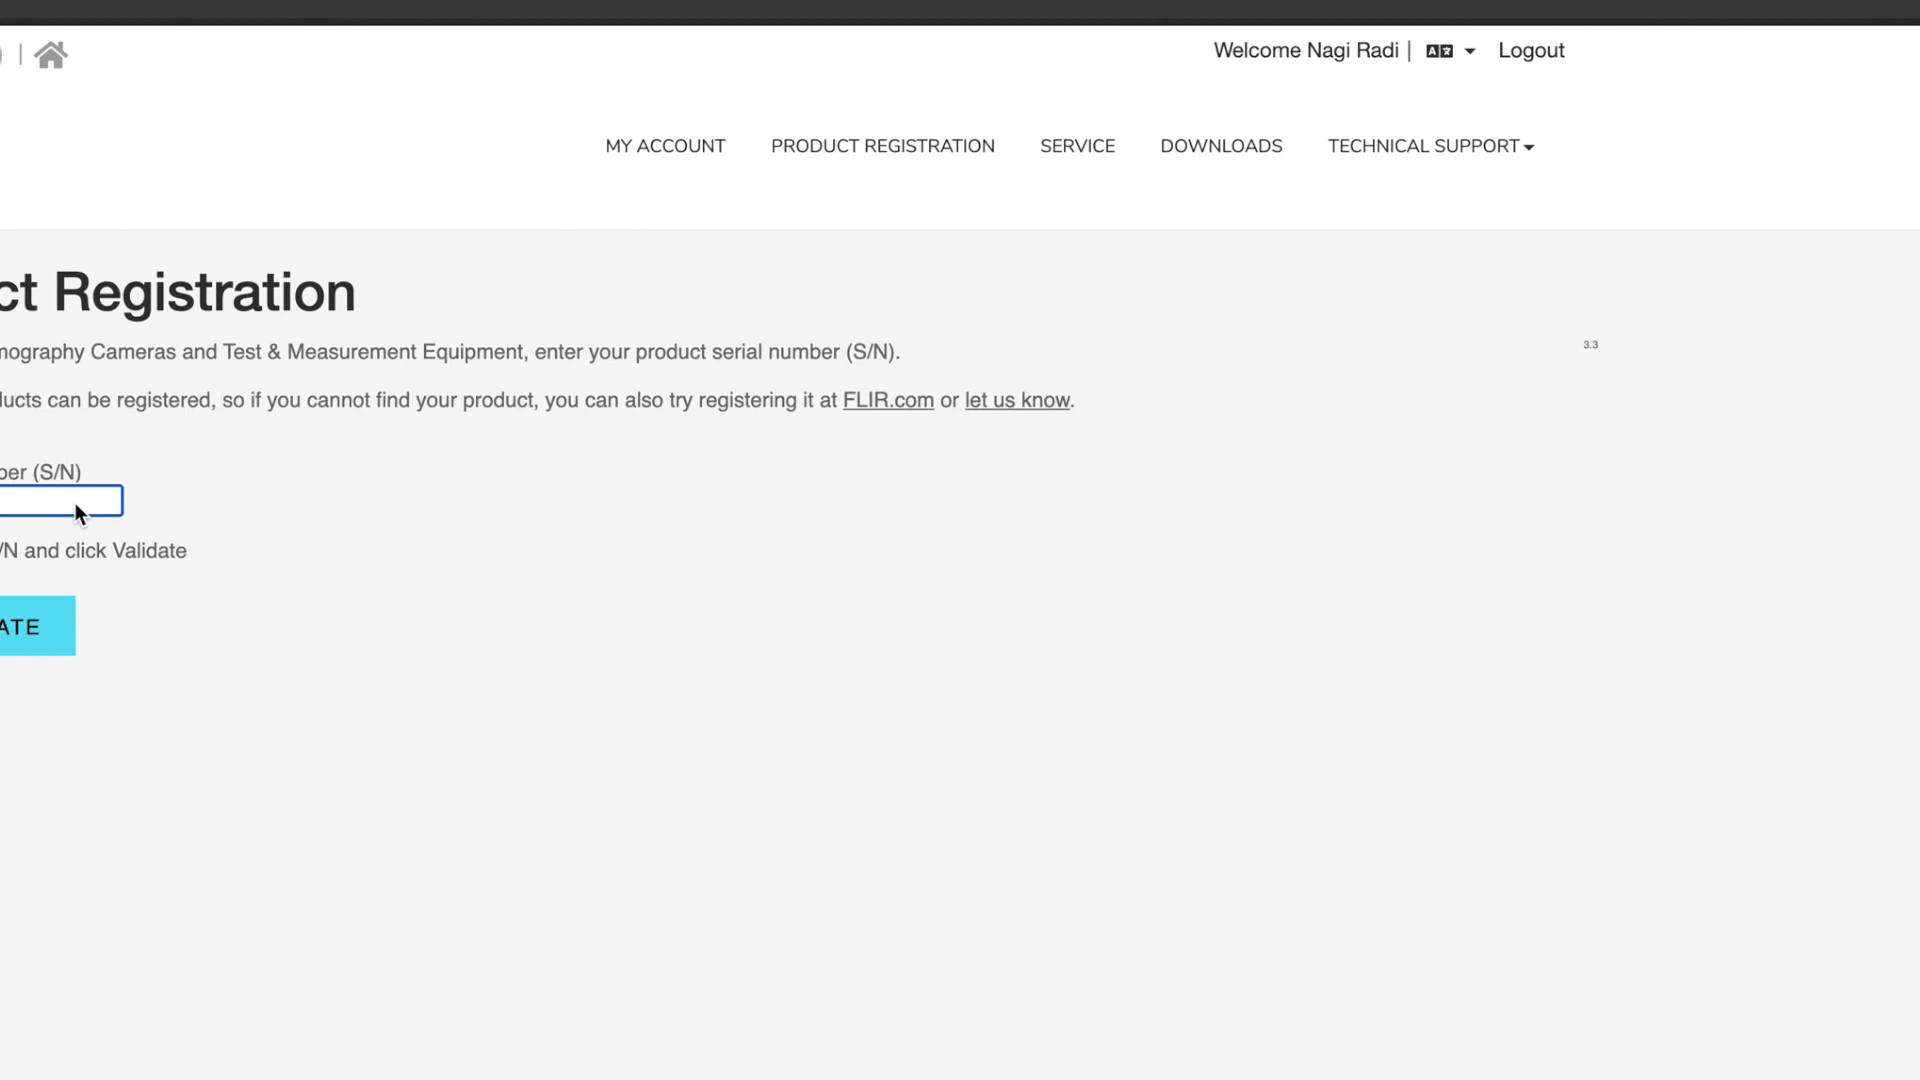 Welcome Nagi Radi | Logout
MY ACCOUNT PRODUCT REGISTRATION SERVICE DOWNLOADS TECHNICAL SUPPORT
ct Registration
mography Cameras and Test & Measurement Equipment, enter your product serial number (S/N).
3.3
ducts can be registered, so if you cannot find your product, you can also try registering it at FLIR.com or let us know.
ber (S/N)
/N and click Validate
ATE